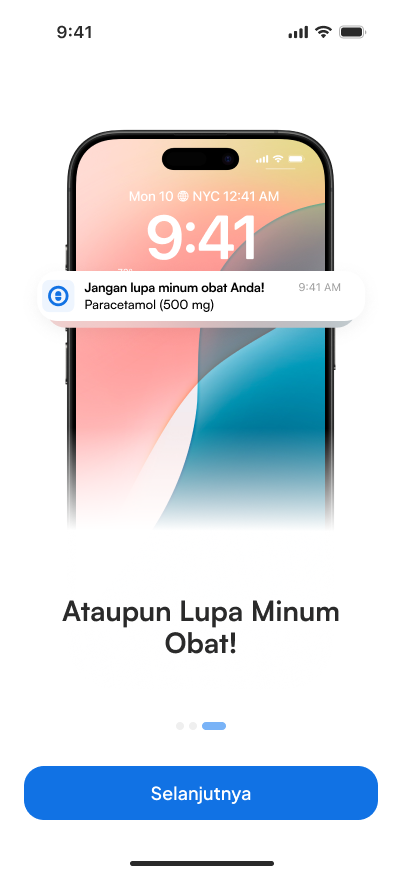 9:41
Mon 10 NYC 12:41 AM
9:41
Jangan lupa minum obat Anda!
9:41 AM
Paracetamol (500 mg)
Ataupun Lupa Minum
Obat!
Selanjutnya